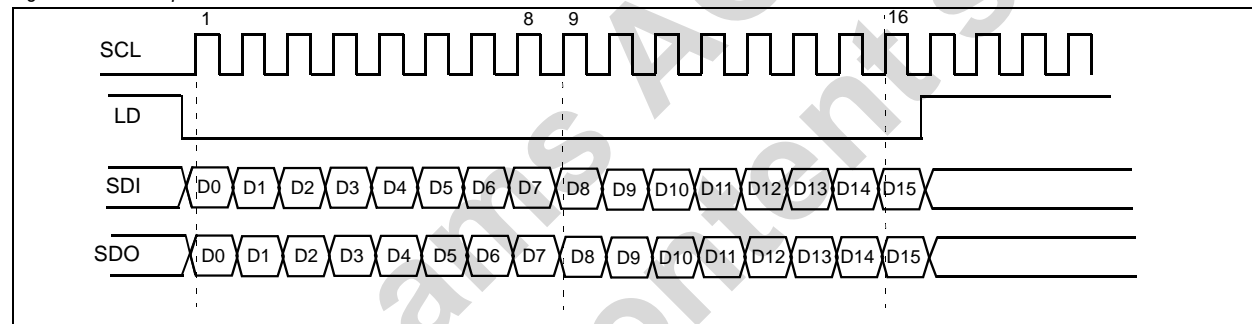 1 8 9 16
SCL
LD
SDI D0 D1 D2 D3 D4 D5 D6 D7 D8 D9 D10 D11 D12 D13 D14 D15
SDO D0 D1 D2 D3 D4 D5 D6 D7 D8 D9 D10 D11 D12 D13 D14 D15
ams A
ontent s